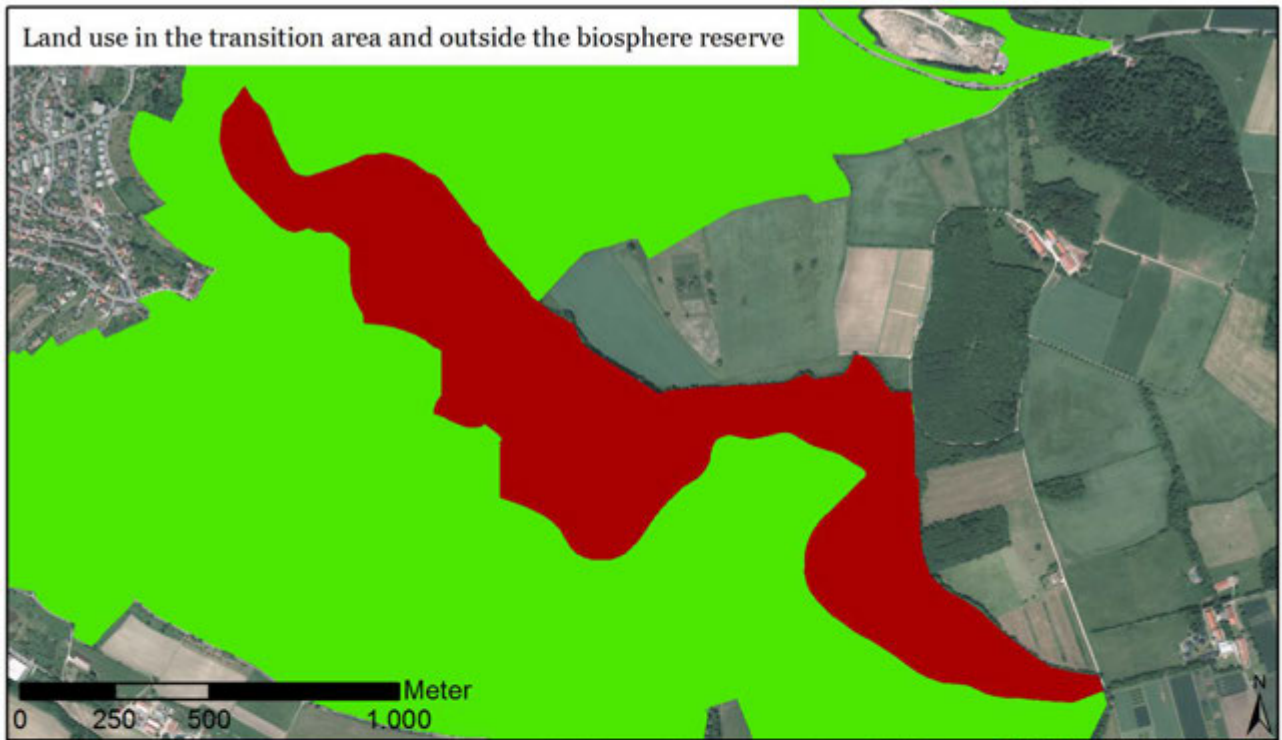 Land use in the transition area and outside the biosphere reserve
Meter
0 250 500 1.000
N